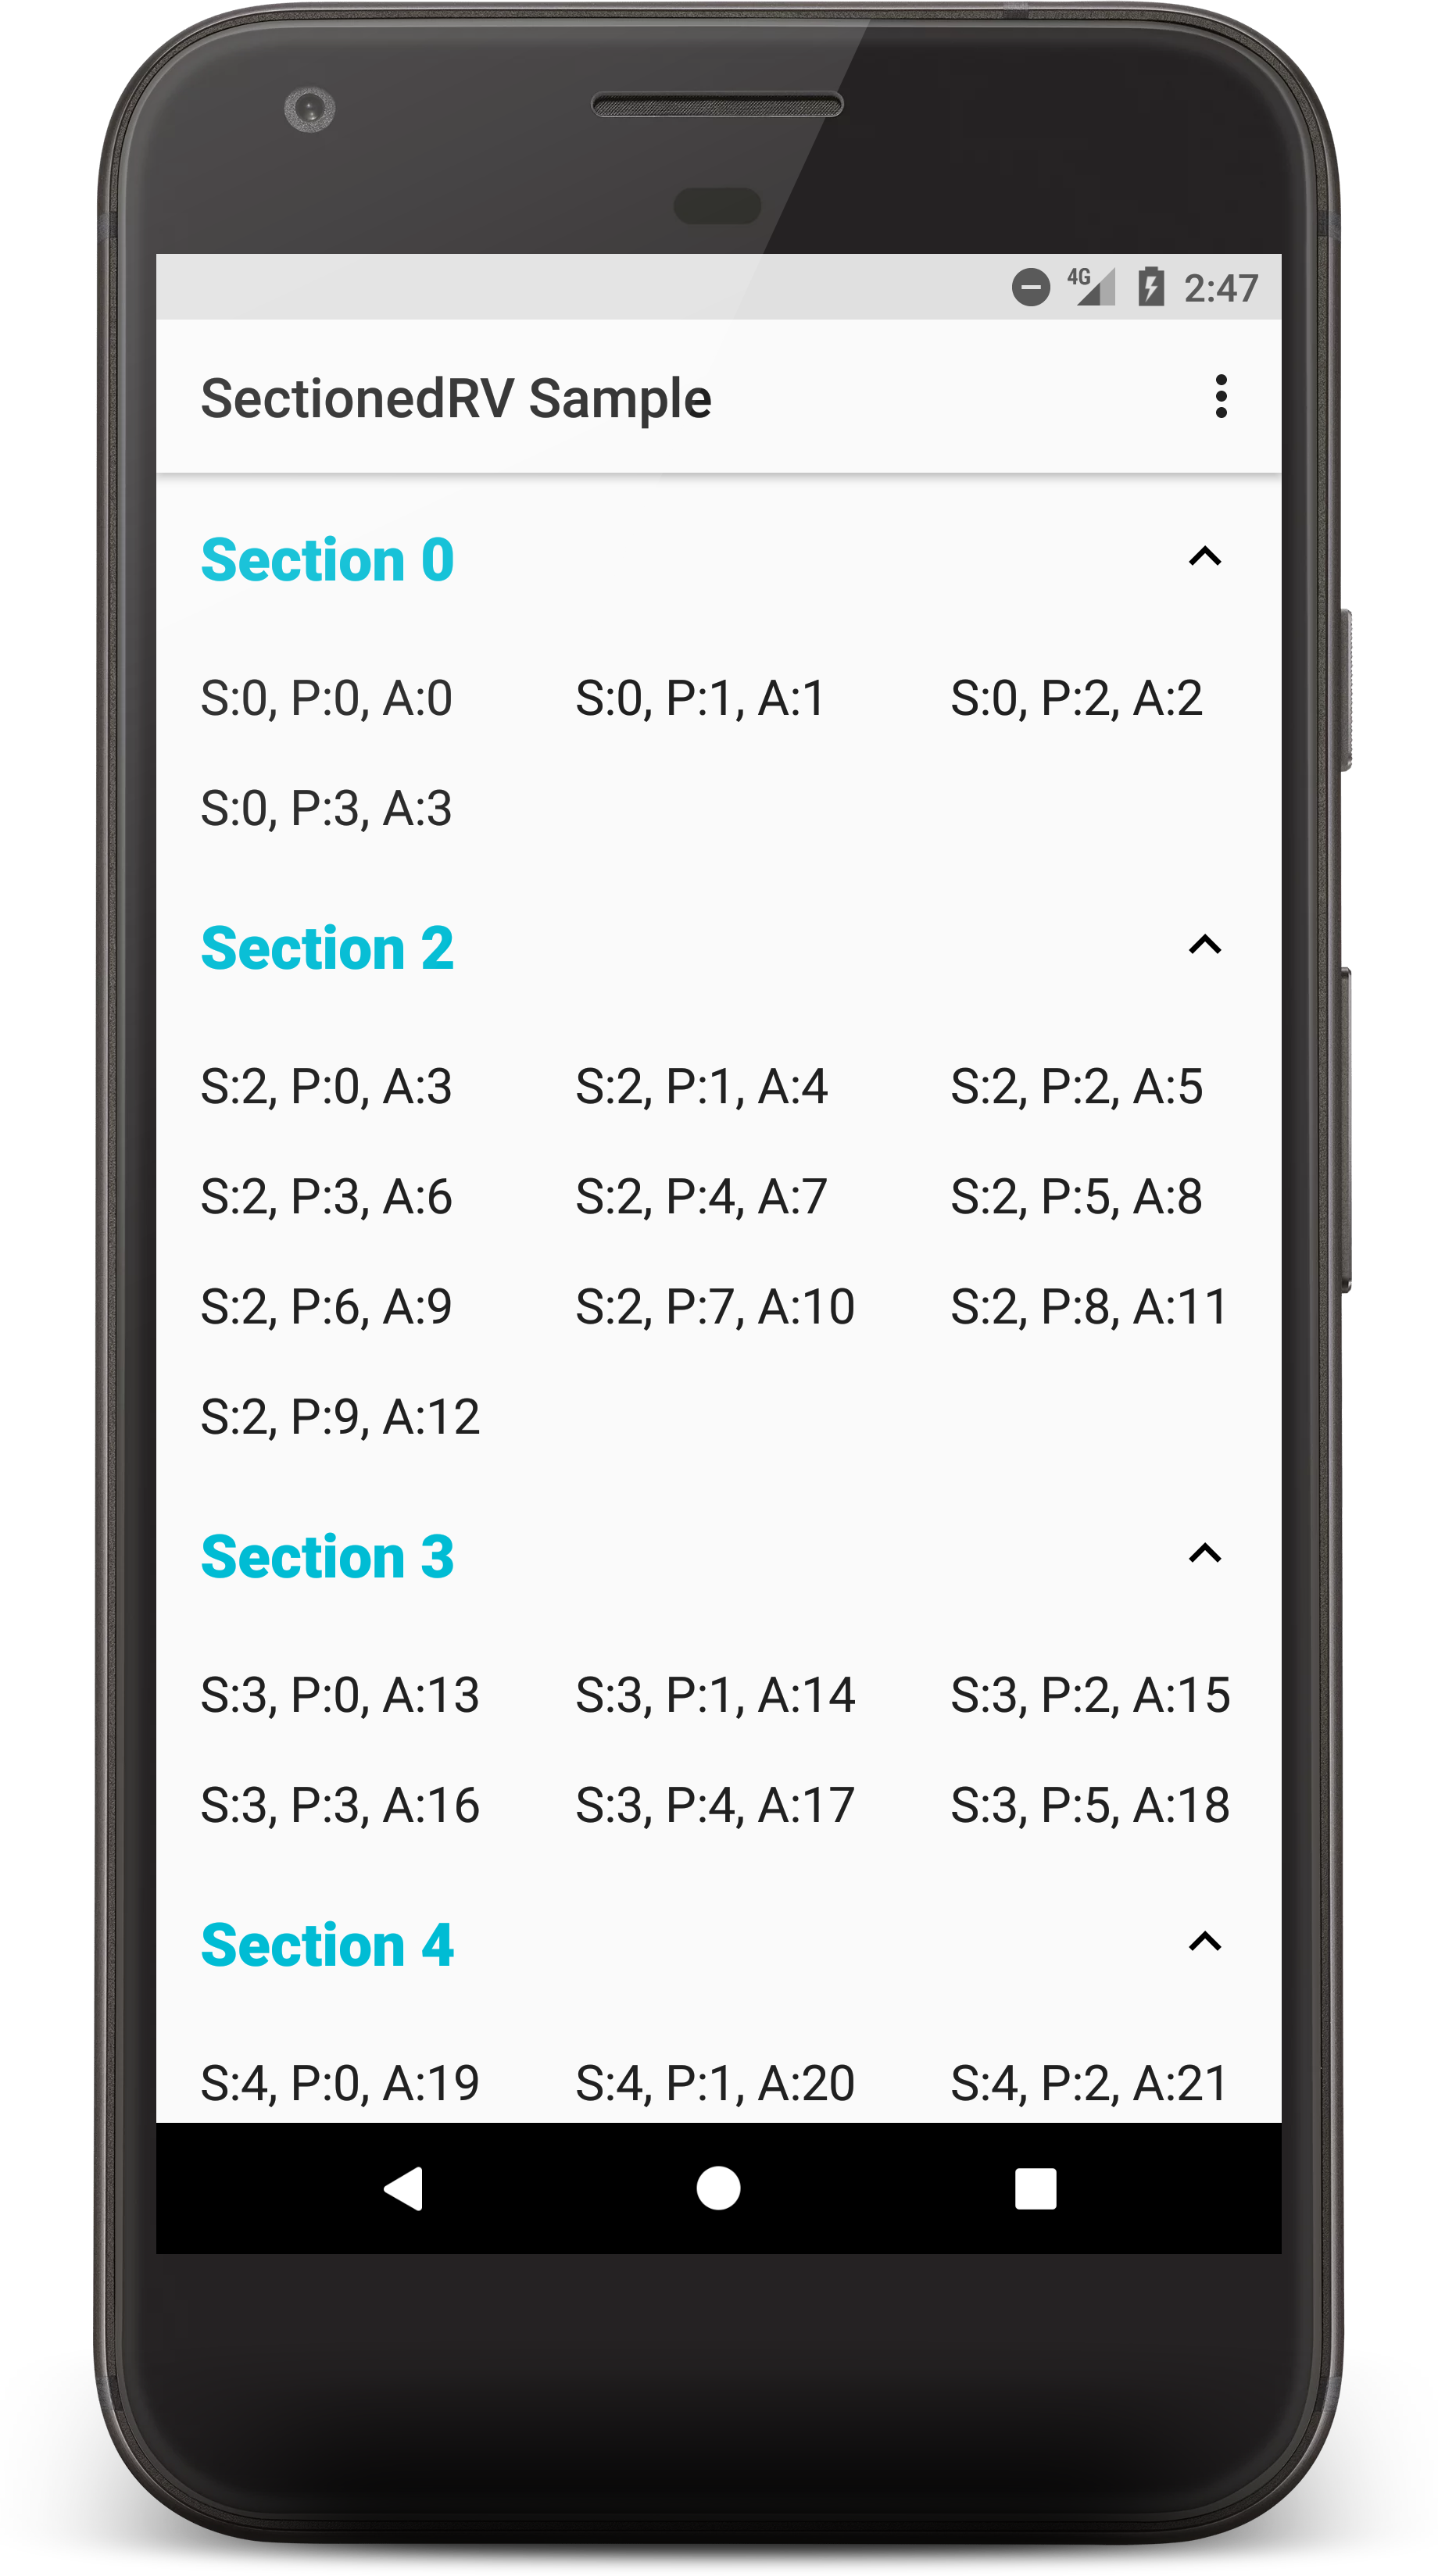 4G 2:47
SectionedRV Sample
Section 0
S:0, P:0, A:0 S:0, P:1, A:1 S:0, P:2, A:2
S:0, P:3, A:3
Section 2
S:2, P:0, A:3 S:2, P:1, A:4 S:2, P:2, A:5
S:2, P:3, A:6 S:2, P:4, A:7 S:2, P:5, A:8
S:2, P:6, A:9 S:2, P:7, A:10 S:2, P:8, A:11
S:2, P:9, A:12
Section 3
S:3, P:0, A:13 S:3, P:1, A:14 S:3, P:2, A:15
S:3, P:3, A:16 S:3, P:4, A:17 S:3, P:5, A:18
Section 4
S:4, P:0, A:19 S:4, P:1, A:20 S:4, P:2, A:21